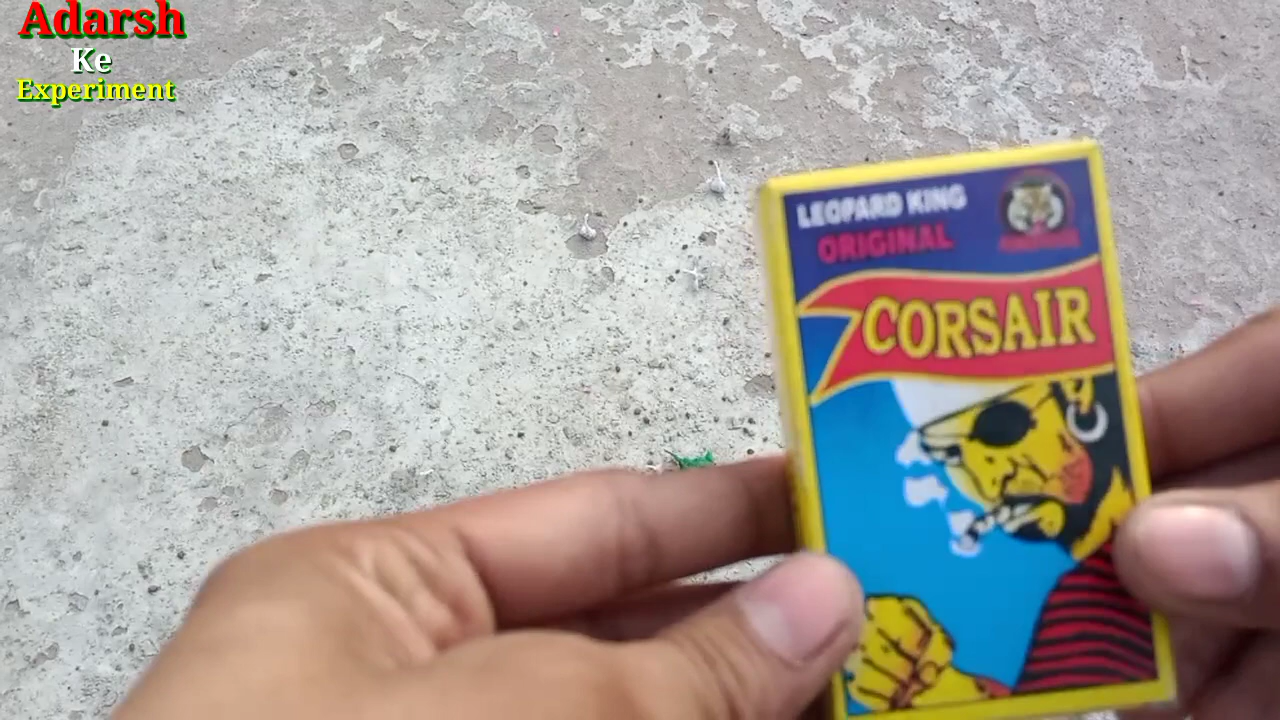 Adarsh
Ke
Experiment
LEOPARD KING
ORIGINAL
CORSAIR